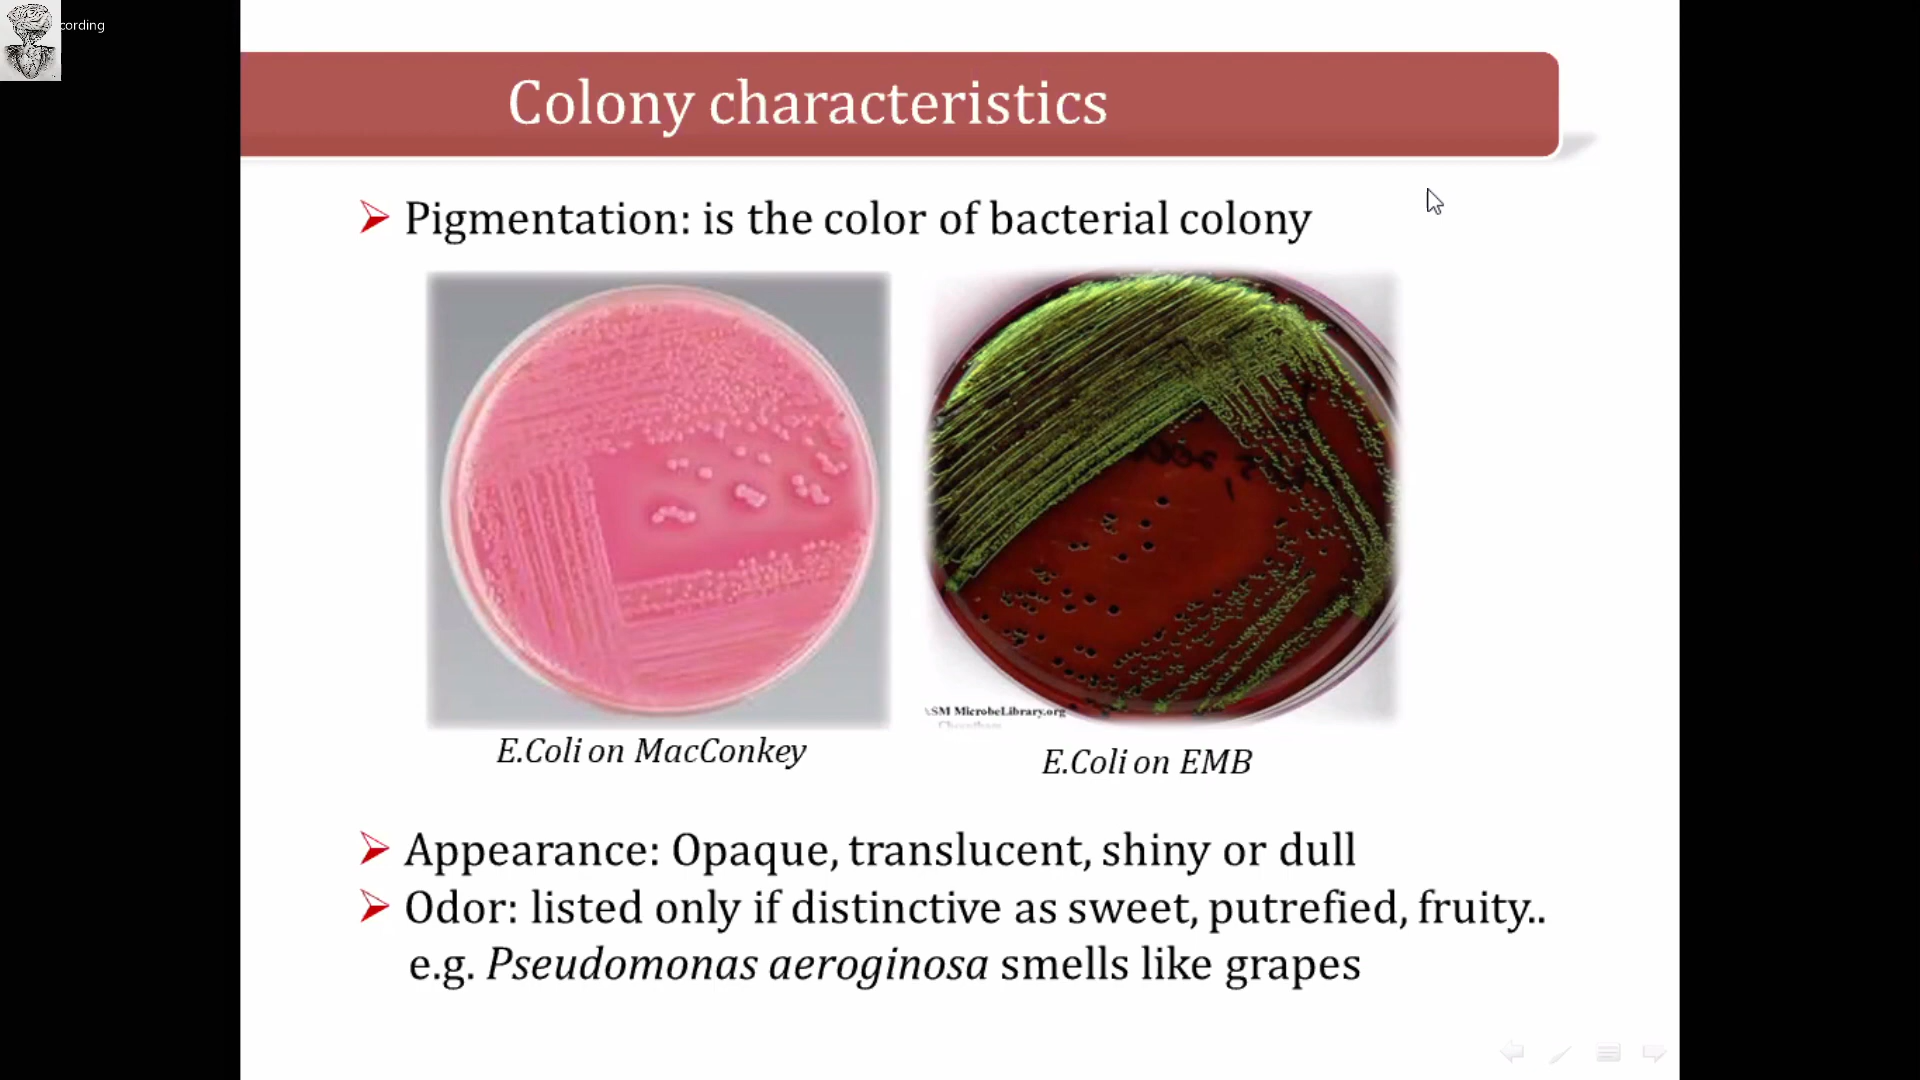 cording
Colony characteristics
Pigmentation: is the color of bacterial colony
SM MicrobeLibrary.org
E.Coli on MacConkey
E.Coli on EMB
Appearance: Opaque, translucent, shiny or dull
Odor: listed only if distinctive as sweet, putrefied, fruity..
e.g. Pseudomonas aeroginosa smells like grapes